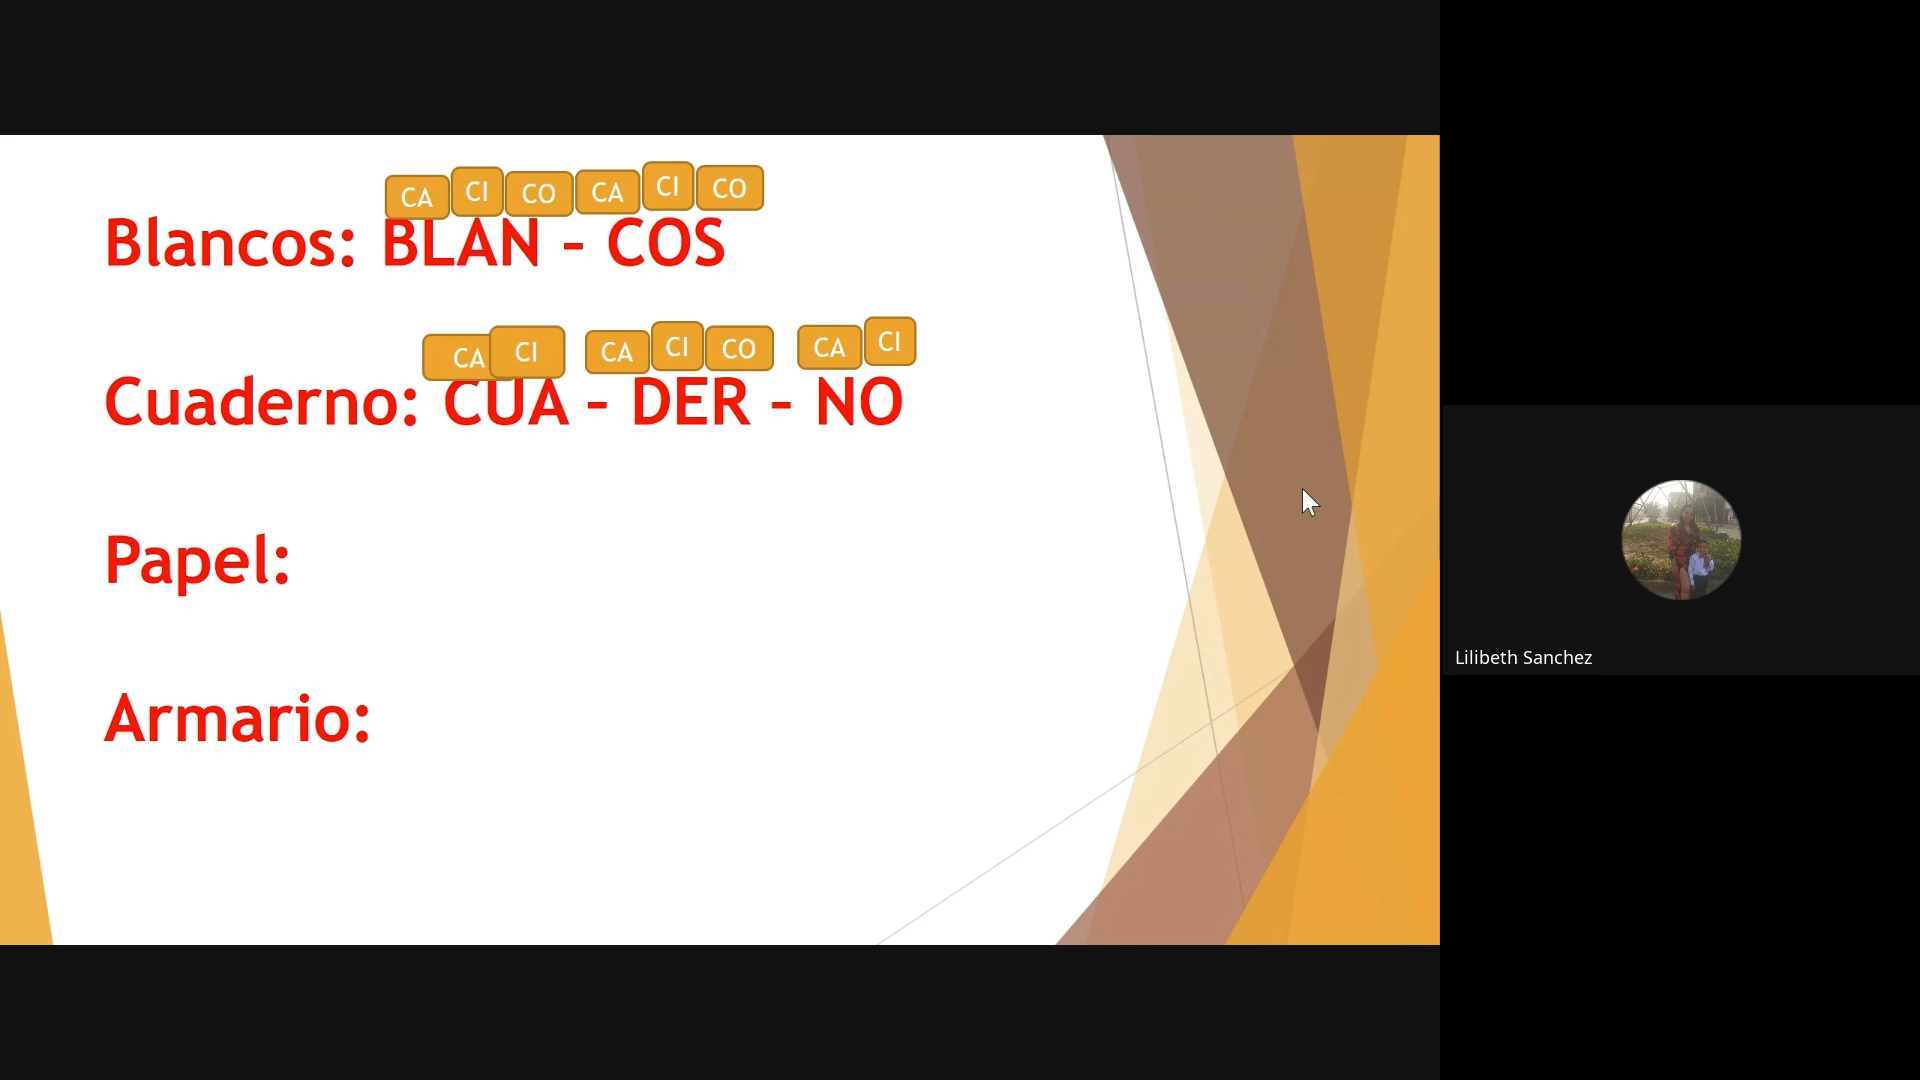 CA CI CO CA CI CO
Blancos: BLAN – COS
CA CI CA CI CO CA CI
Cuaderno: CUA – DER – NO
Papel:
Armario:
Lilibeth Sanchez